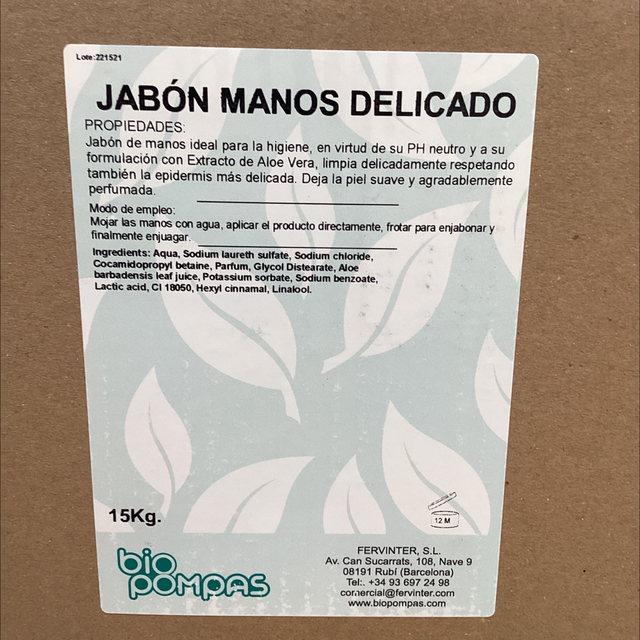 Lote:221521
JABÓN MANOS DELICADO
PROPIEDADES:
Jabón de manos ideal para la higiene, en virtud de su PH neutro y a su
formulación con Extracto de Aloe Vera, limpia delicadamente respetando
también la epidermis más delicada. Deja la piel suave y agradablemente
perfumada.
Modo de empleo:
Mojar las manos con agua, aplicar el producto directamente, frotar para enjabonar y
finalmente enjuagar.
Ingredients: Aqua, Sodium laureth sulfate, Sodium chloride,
Cocamidopropyl betaine, Parfum, Glycol Distearate, Aloe
barbadensis leaf juice, Potassium sorbate, Sodium benzoate,
Lactic acid, CI 18050, Hexyl cinnamal, Linalool.
15Kg.
12 M
bio
pompas
FERVINTER, S.L.
Av. Can Sucarrats, 108, Nave 9
08191 Rubí (Barcelona)
Tel:. +34 93 697 24 98
comercial@fervinter.com
www.biopompas.com